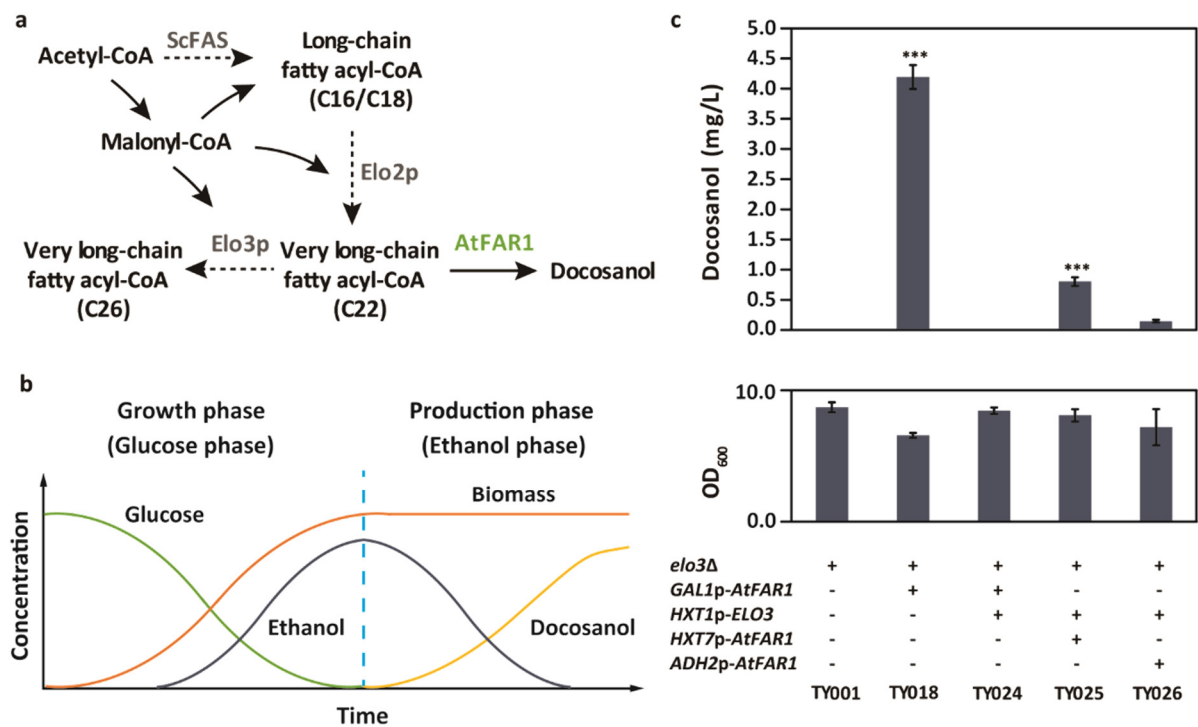 a
ScFAS
Acetyl-CoA
Long-chain
fatty acyl-CoA
(C16/C18)
Malonyl-CoA
Elo2p
Very long-chain
fatty acyl-CoA
(C26)
Elo3p
Very long-chain
fatty acyl-CoA
(C22)
AtFAR1
Docosanol
b
Growth phase
(Glucose phase)
Production phase
(Ethanol phase)
Concentration
Glucose
Biomass
Ethanol
Docosanol
Time
c
Docosanol (mg/L)
5.0
4.5
4.0
3.5
3.0
2.5
2.0
1.5
1.0
0.5
0.0
***
***
OD600
10.0
0.0
elo3Δ + + + + +
GAL1p-AtFAR1 - + + - -
HXT1p-ELO3 - - + + +
HXT7p-AtFAR1 - - - + -
ADH2p-AtFAR1 - - - - +
TY001 TY018 TY024 TY025 TY026